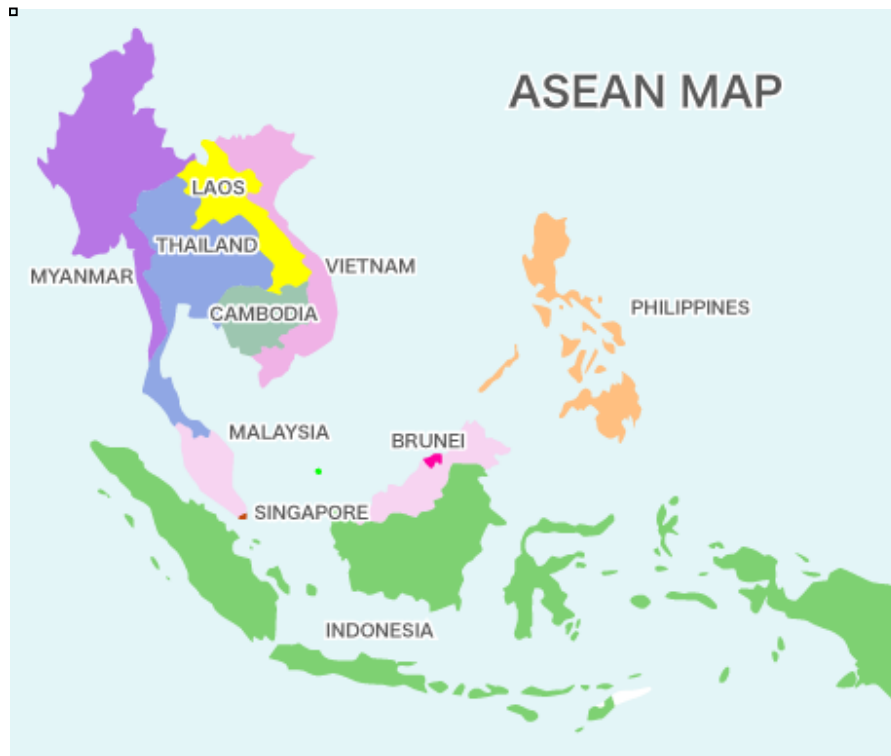 ASEAN MAP
LAOS
THAILAND
MYANMAR
VIETNAM
CAMBODIA
PHILIPPINES
MALAYSIA
BRUNEI
SINGAPORE
INDONESIA